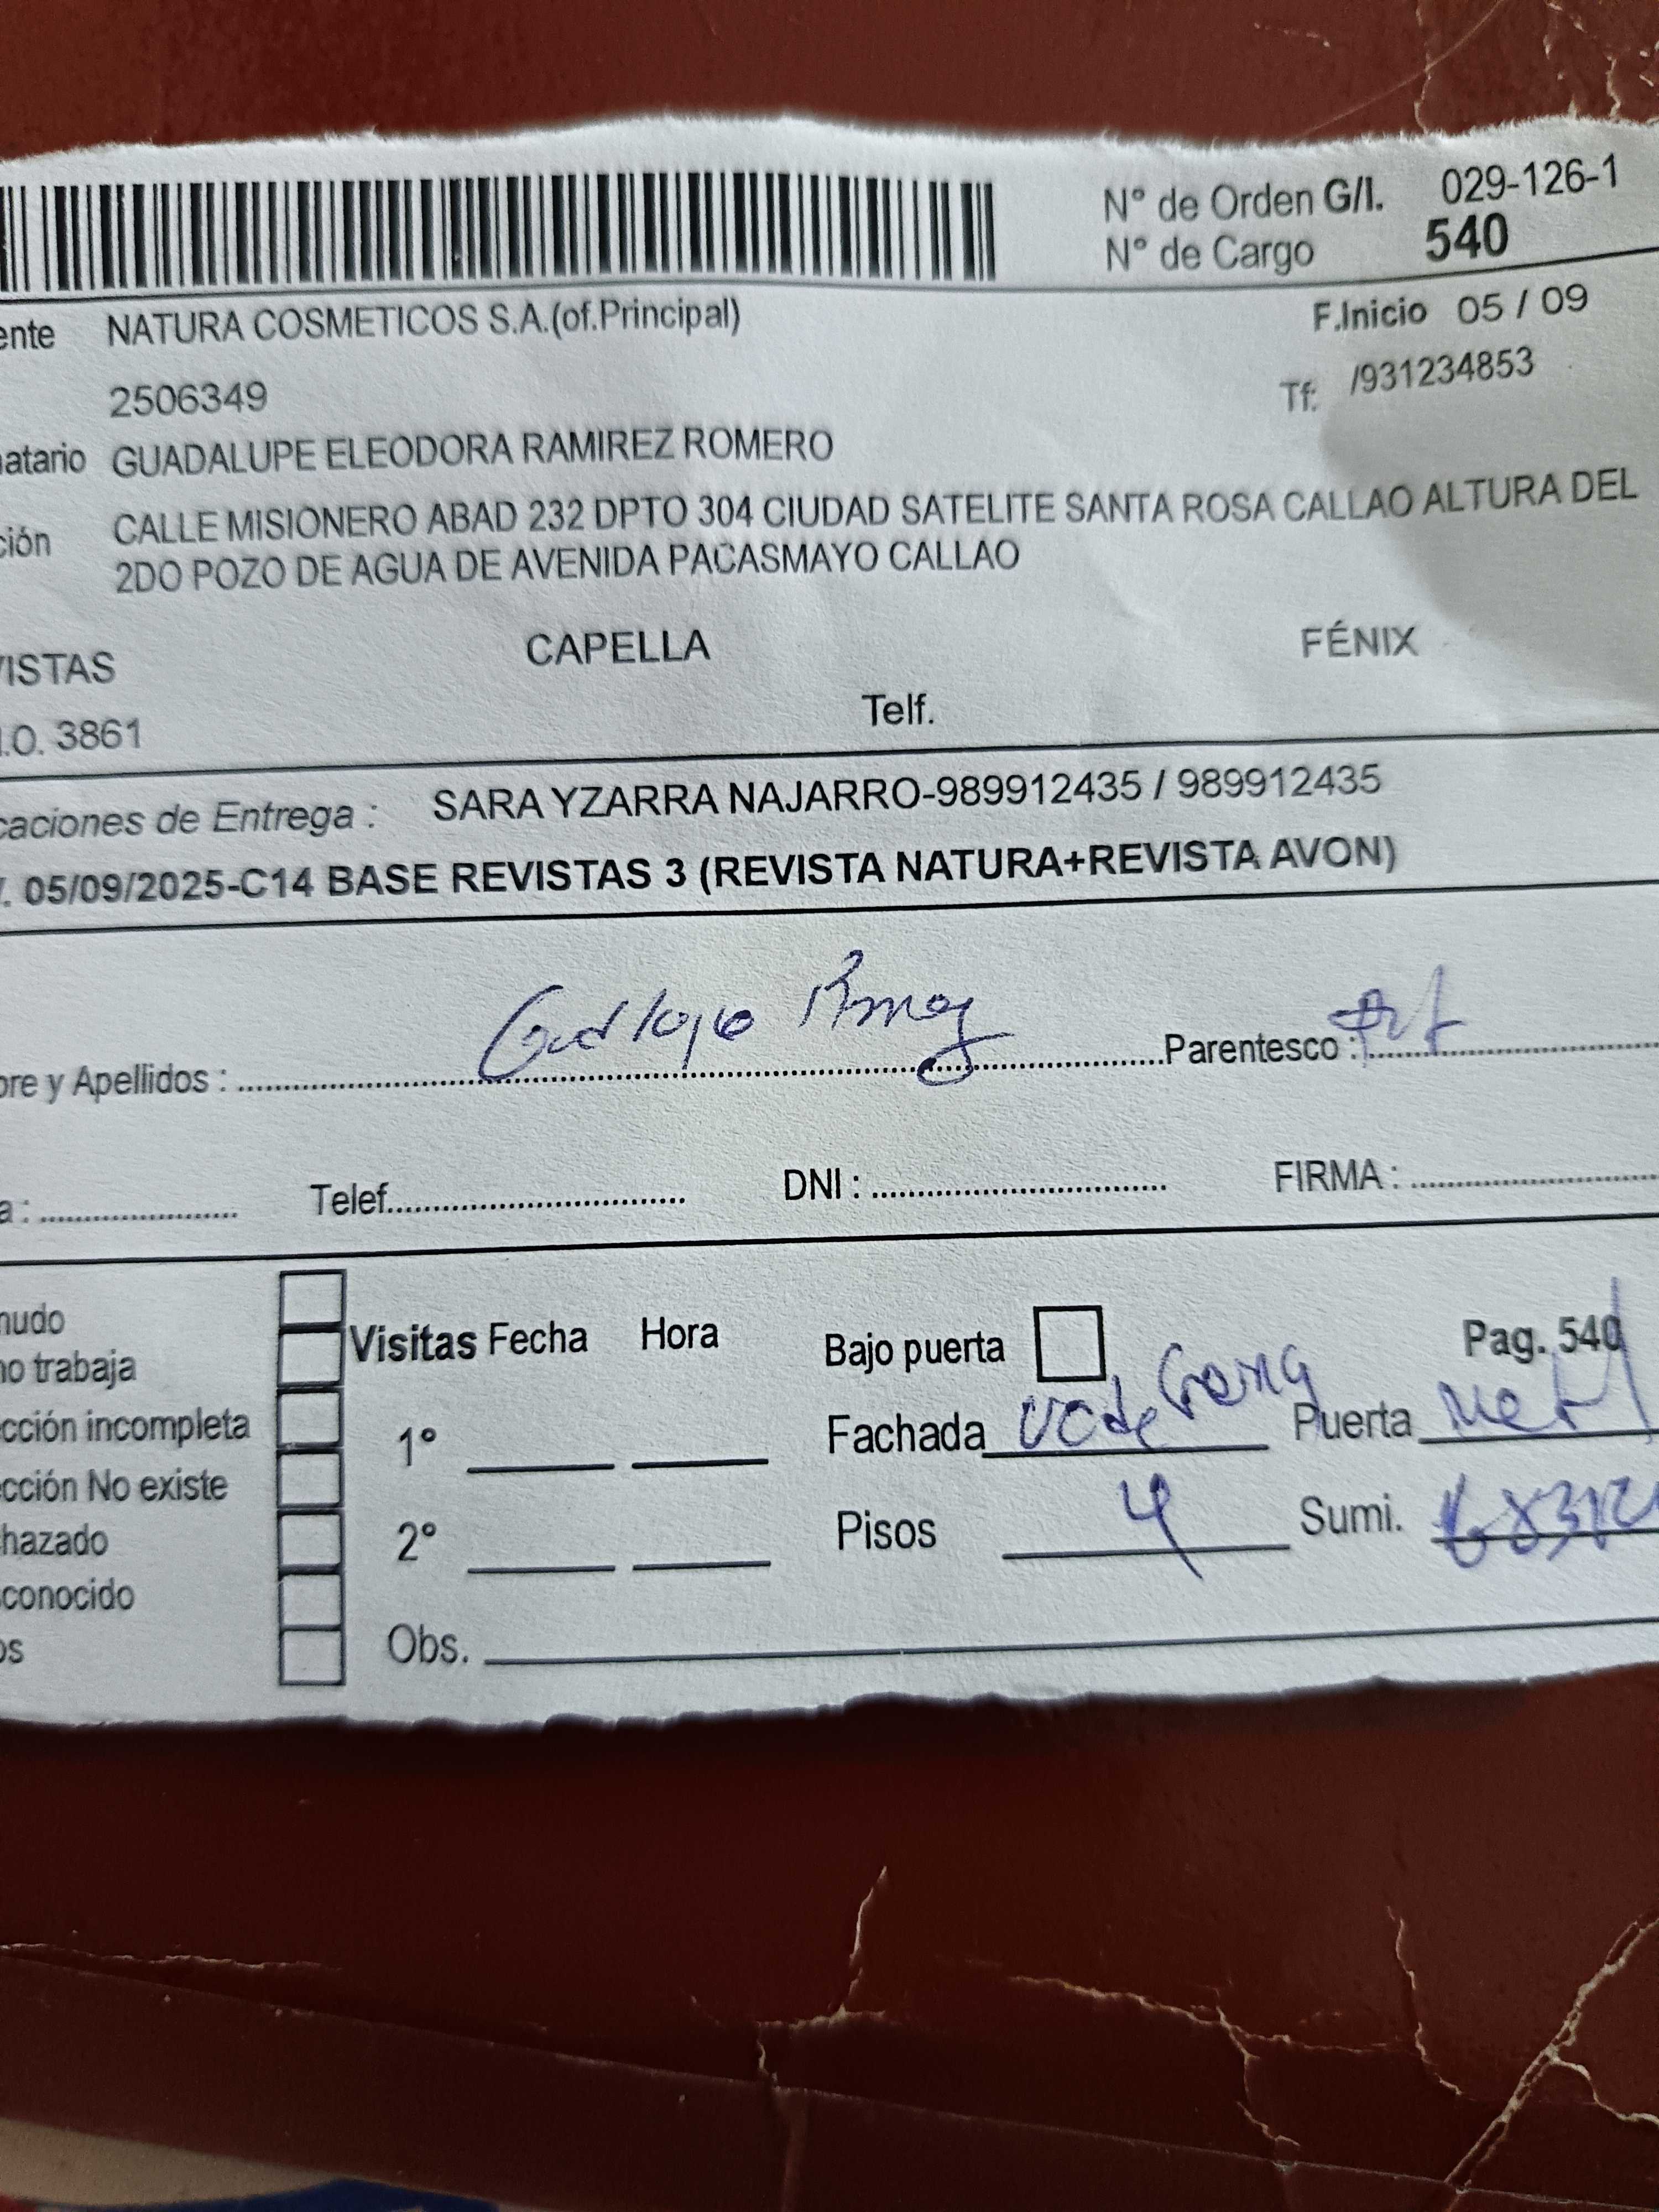 N° de Orden G/I. 029-126-1
N° de Cargo 540
ente NATURA COSMETICOS S.A.(of.Principal) F.Inicio 05 / 09
2506349 Tf: /931234853
natario GUADALUPE ELEODORA RAMIREZ ROMERO
ción CALLE MISIONERO ABAD 232 DPTO 304 CIUDAD SATELITE SANTA ROSA CALLAO ALTURA DEL
2DO POZO DE AGUA DE AVENIDA PACASMAYO CALLAO
VISTAS CAPELLA FÉNIX
I.O. 3861 Telf.
caciones de Entrega : SARA YZARRA NAJARRO-989912435 / 989912435
. 05/09/2025-C14 BASE REVISTAS 3 (REVISTA NATURA+REVISTA AVON)
bre y Apellidos : Parentesco :
a : Telef. DNI : FIRMA :
nudo
no trabaja Visitas Fecha Hora Bajo puerta Pag. 540
cción incompleta 1° Fachada Puerta
cción No existe
chazado 2° Pisos 4 Sumi.
conocido
os Obs.